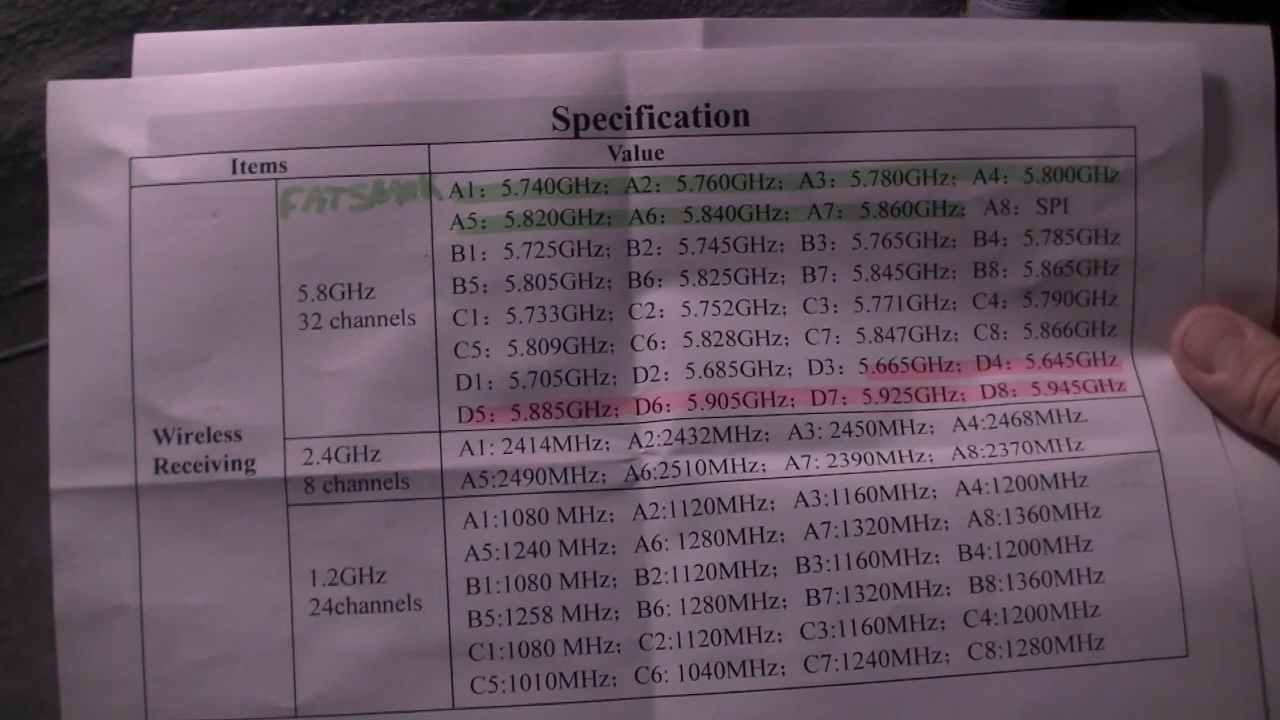 Specification
Items Value
FATSHARK A1: 5.740GHz; A2: 5.760GHz; A3: 5.780GHz; A4: 5.800GHz
A5: 5.820GHz; A6: 5.840GHz; A7: 5.860GHz; A8: SPI
B1: 5.725GHz; B2: 5.745GHz; B3: 5.765GHz; B4: 5.785GHz
5.8GHz B5: 5.805GHz; B6: 5.825GHz; B7: 5.845GHz; B8: 5.865GHz
32 channels C1: 5.733GHz; C2: 5.752GHz; C3: 5.771GHz; C4: 5.790GHz
C5: 5.809GHz; C6: 5.828GHz; C7: 5.847GHz; C8: 5.866GHz
D1: 5.705GHz; D2: 5.685GHz; D3: 5.665GHz; D4: 5.645GHz
D5: 5.885GHz; D6: 5.905GHz; D7: 5.925GHz; D8: 5.945GHz
Wireless
Receiving
2.4GHz A1: 2414MHz; A2:2432MHz; A3: 2450MHz; A4:2468MHz.
8 channels A5:2490MHz; A6:2510MHz; A7: 2390MHz; A8:2370MHz
A1:1080 MHz; A2:1120MHz; A3:1160MHz; A4:1200MHz
A5:1240 MHz; A6: 1280MHz; A7:1320MHz; A8:1360MHz
1.2GHz B1:1080 MHz; B2:1120MHz; B3:1160MHz; B4:1200MHz
24channels B5:1258 MHz; B6: 1280MHz; B7:1320MHz; B8:1360MHz
C1:1080 MHz; C2:1120MHz; C3:1160MHz; C4:1200MHz
C5:1010MHz; C6: 1040MHz; C7:1240MHz; C8:1280MHz